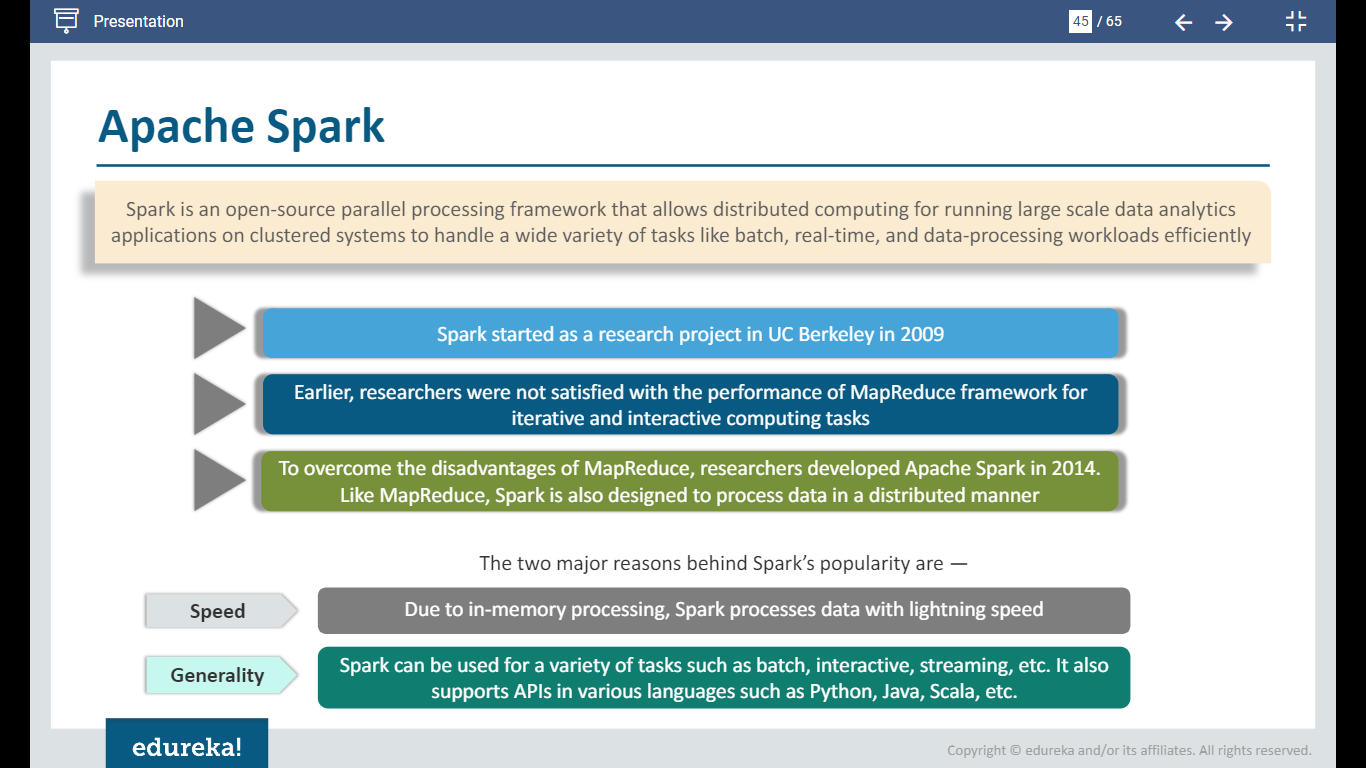 Presentation
45 / 65
Apache Spark
Spark is an open-source parallel processing framework that allows distributed computing for running large scale data analytics
applications on clustered systems to handle a wide variety of tasks like batch, real-time, and data-processing workloads efficiently
Spark started as a research project in UC Berkeley in 2009
Earlier, researchers were not satisfied with the performance of MapReduce framework for
iterative and interactive computing tasks
To overcome the disadvantages of MapReduce, researchers developed Apache Spark in 2014.
Like MapReduce, Spark is also designed to process data in a distributed manner
The two major reasons behind Spark’s popularity are —
Speed
Due to in-memory processing, Spark processes data with lightning speed
Generality
Spark can be used for a variety of tasks such as batch, interactive, streaming, etc. It also
supports APIs in various languages such as Python, Java, Scala, etc.
edureka!
Copyright © edureka and/or its affiliates. All rights reserved.